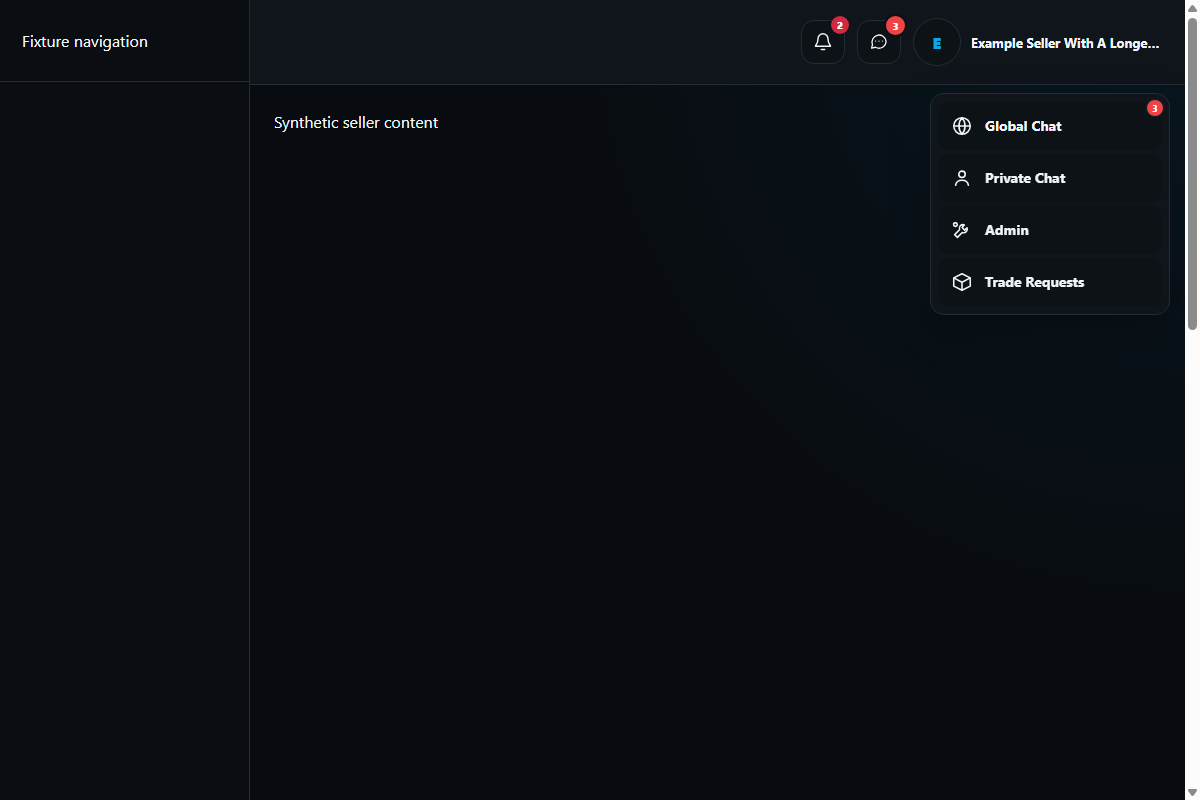 Fixture navigation
2
3
E
Example Seller With A Longe...
Synthetic seller content
3
Global Chat
Private Chat
Admin
Trade Requests